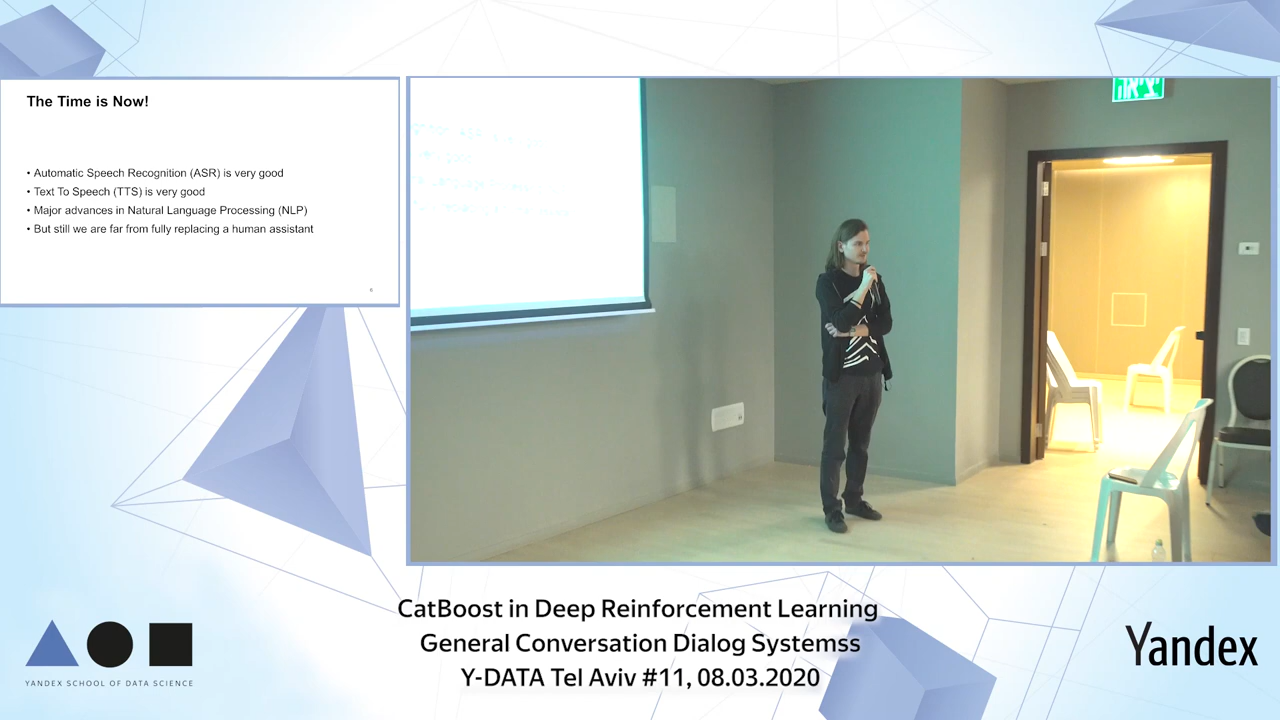 The Time is Now!
• Automatic Speech Recognition (ASR) is very good
• Text To Speech (TTS) is very good
• Major advances in Natural Language Processing (NLP)
• But still we are far from fully replacing a human assistant
6
יציאה
YANDEX SCHOOL OF DATA SCIENCE
CatBoost in Deep Reinforcement Learning
General Conversation Dialog Systemss
Y-DATA Tel Aviv #11, 08.03.2020
Yandex